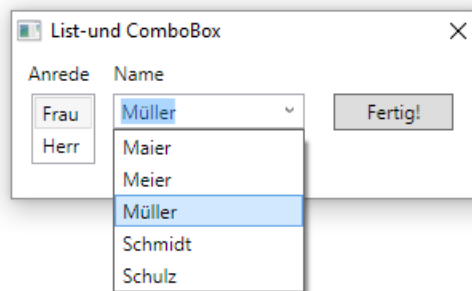 List-und ComboBox
Anrede Name
Frau Müller Fertig!
Herr
Maier
Meier
Müller
Schmidt
Schulz